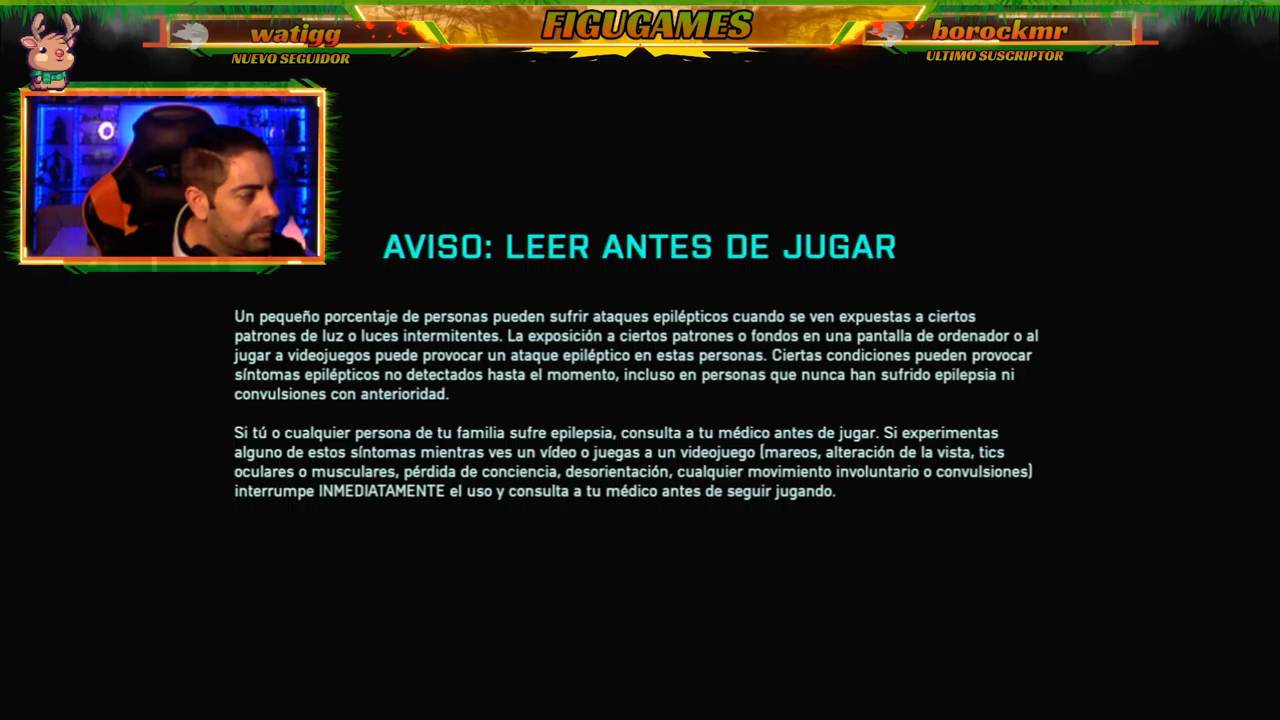 FIGUGAMES
watigg
NUEVO SEGUIDOR
borockmr
ULTIMO SUSCRIPTOR
AVISO: LEER ANTES DE JUGAR
Un pequeño porcentaje de personas pueden sufrir ataques epilépticos cuando se ven expuestas a ciertos
patrones de luz o luces intermitentes. La exposición a ciertos patrones o fondos en una pantalla de ordenador o al
jugar a videojuegos puede provocar un ataque epiléptico en estas personas. Ciertas condiciones pueden provocar
síntomas epilépticos no detectados hasta el momento, incluso en personas que nunca han sufrido epilepsia ni
convulsiones con anterioridad.
Si tú o cualquier persona de tu familia sufre epilepsia, consulta a tu médico antes de jugar. Si experimentas
alguno de estos síntomas mientras ves un vídeo o juegas a un videojuego (mareos, alteración de la vista, tics
oculares o musculares, pérdida de conciencia, desorientación, cualquier movimiento involuntario o convulsiones)
interrumpe INMEDIATAMENTE el uso y consulta a tu médico antes de seguir jugando.